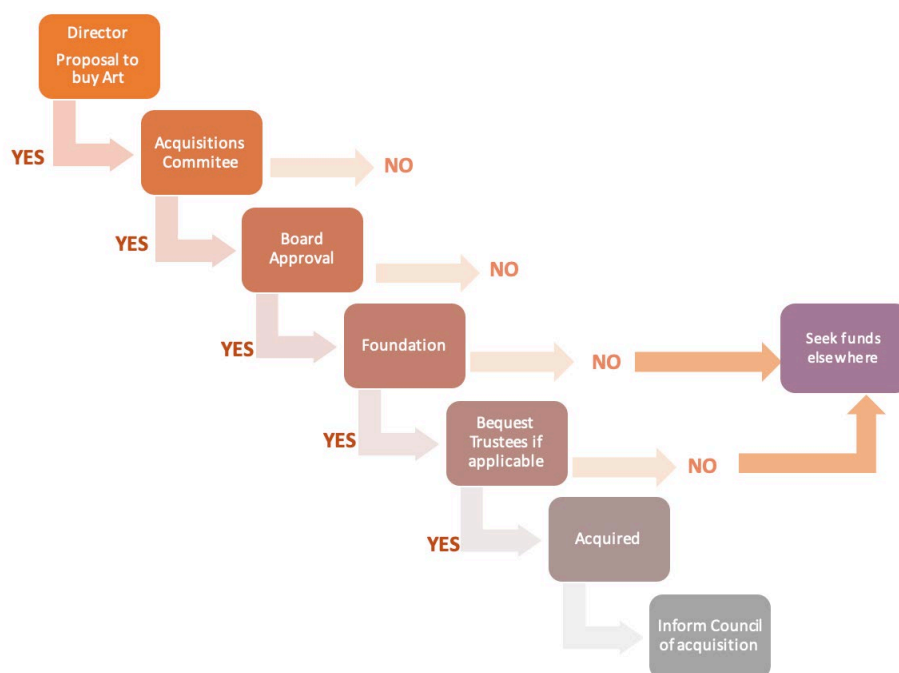 Director
Proposal to
buy Art
YES
Acquisitions
Commitee
NO
YES
Board
Approval
NO
YES
Foundation
NO
Seek funds
elsewhere
YES
Bequest
Trustees if
applicable
NO
YES
Acquired
Inform Council
of acquisition